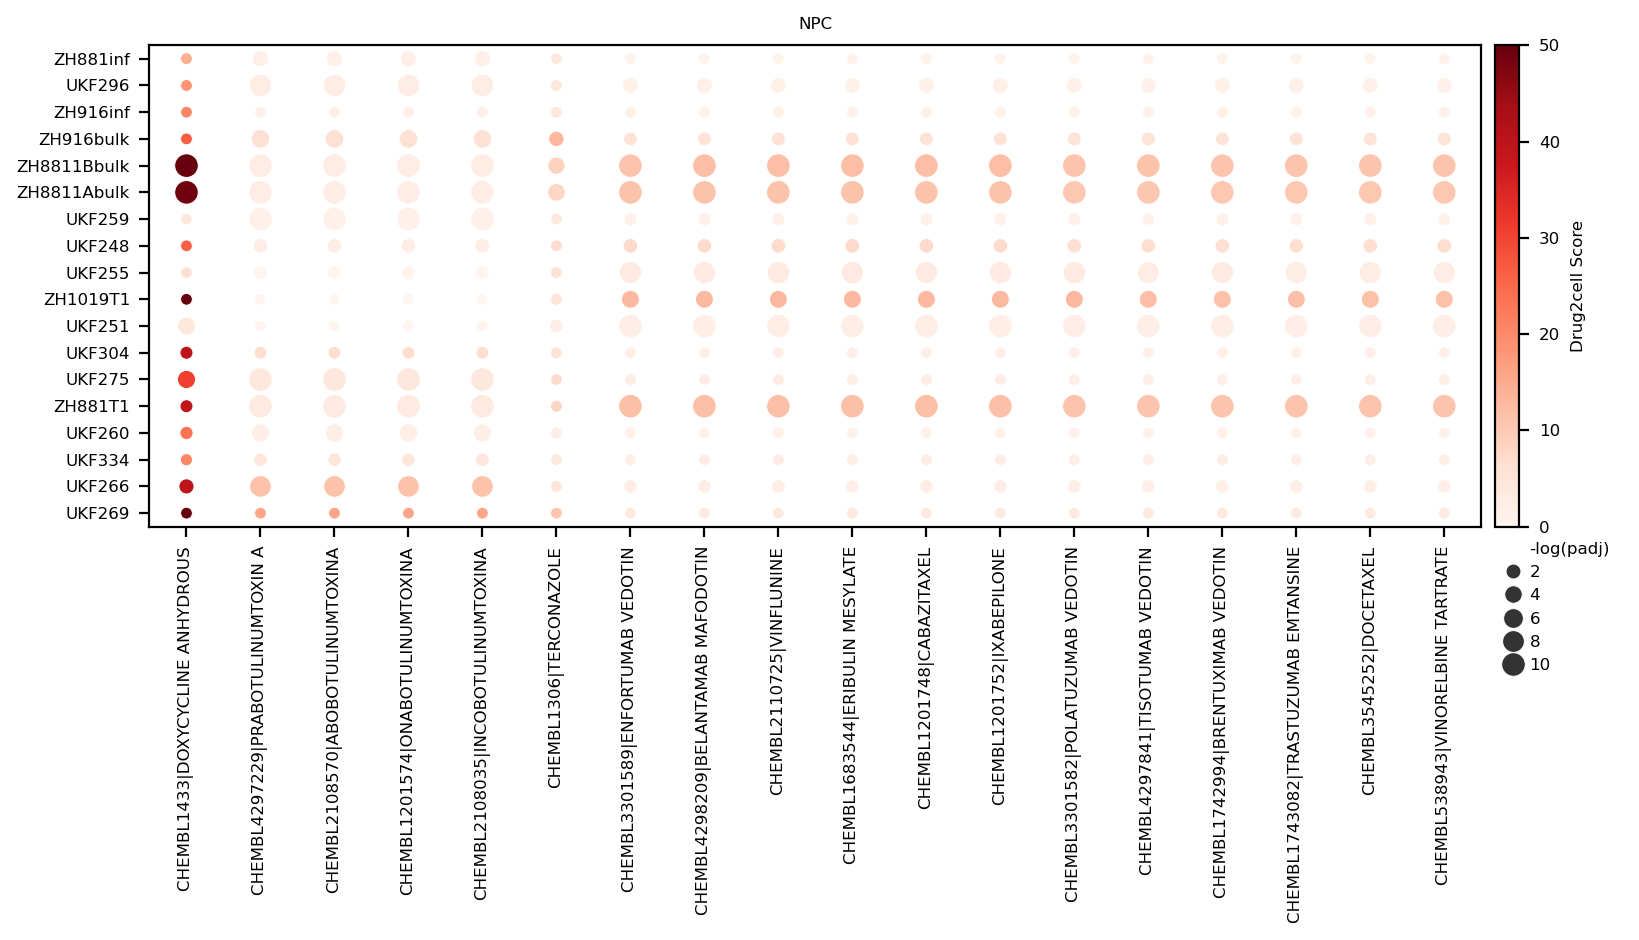 NPC
ZH881inf
UKF296
ZH916inf
ZH916bulk
ZH8811Bbulk
ZH8811Abulk
UKF259
UKF248
UKF255
ZH1019T1
UKF251
UKF304
UKF275
ZH881T1
UKF260
UKF334
UKF266
UKF269
CHEMBL1433|DOXYCYCLINE ANHYDROUS
CHEMBL4297229|PRABOTULINUMTOXIN A
CHEMBL2108570|ABOBOTULINUMTOXINA
CHEMBL1201574|ONABOTULINUMTOXINA
CHEMBL2108035|INCOBOTULINUMTOXINA
CHEMBL1306|TERCONAZOLE
CHEMBL3301589|ENFORTUMAB VEDOTIN
CHEMBL4298209|BELANTAMAB MAFODOTIN
CHEMBL2110725|VINFLUNINE
CHEMBL1683544|ERIBULIN MESYLATE
CHEMBL1201748|CABAZITAXEL
CHEMBL1201752|IXABEPILONE
CHEMBL3301582|POLATUZUMAB VEDOTIN
CHEMBL4297841|TISOTUMAB VEDOTIN
CHEMBL1742994|BRENTUXIMAB VEDOTIN
CHEMBL1743082|TRASTUZUMAB EMTANSINE
CHEMBL3545252|DOCETAXEL
CHEMBL538943|VINORELBINE TARTRATE
50
40
30
20
10
0
Drug2cell Score
-log(padj)
2
4
6
8
10